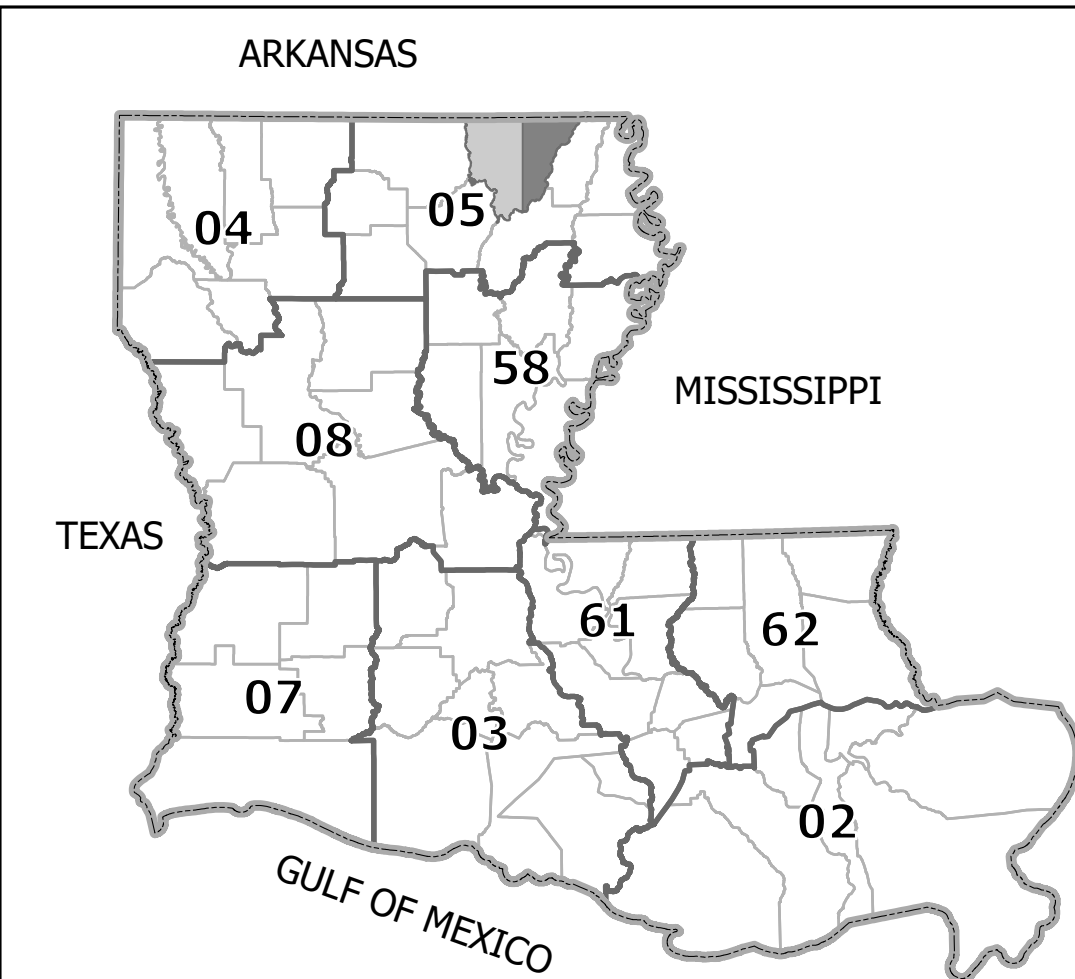 ARKANSAS
04
05
58
MISSISSIPPI
08
TEXAS
61
62
07
03
02
GULF OF MEXICO